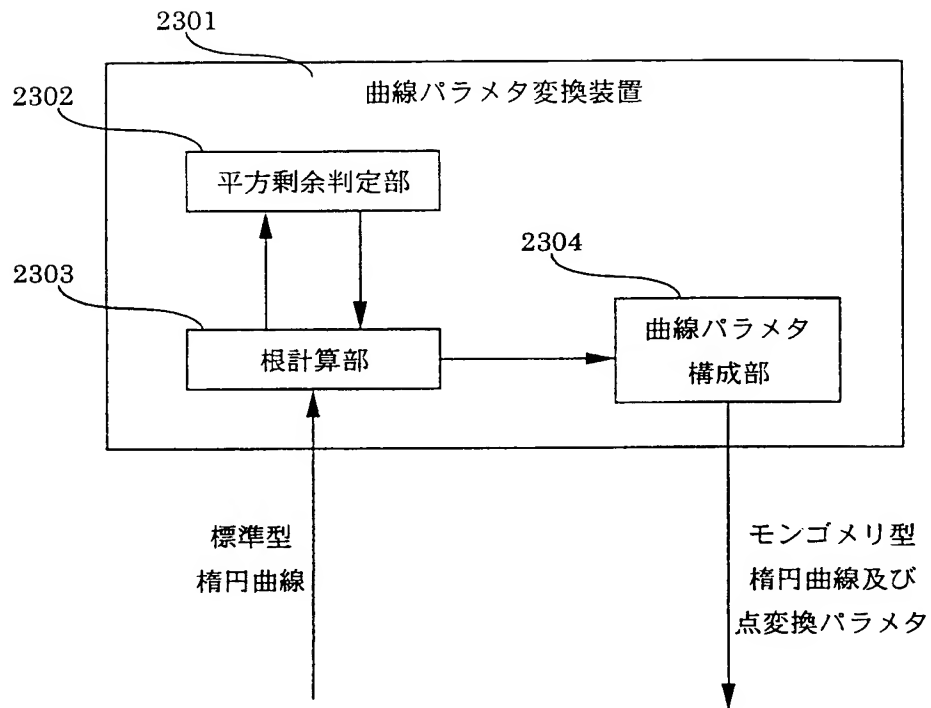 2301
曲線パラメタ変換装置
2302
平方剰余判定部
2304
2303
曲線パラメタ
構成部
根計算部
標準型
楕円曲線
モンゴメリ型
楕円曲線及び
点変換パラメタ